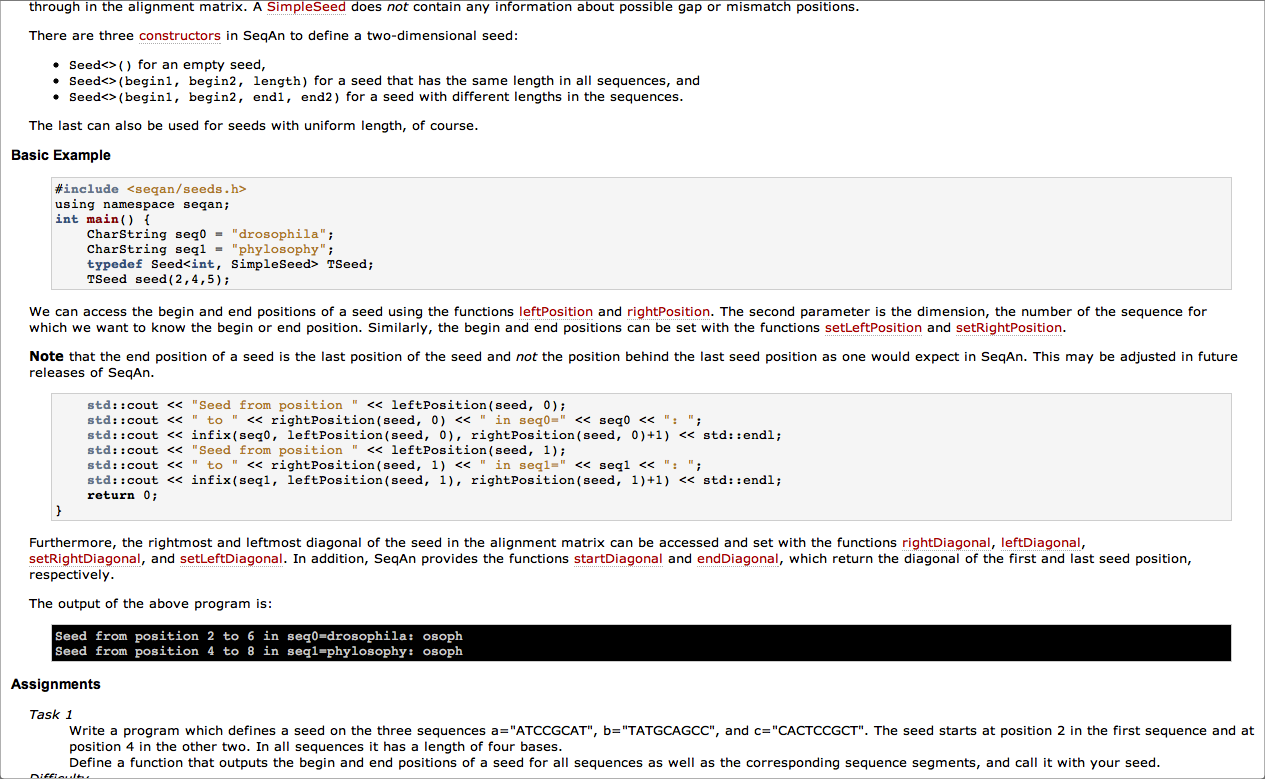 through in the alignment matrix. A SimpleSeed does not contain any information about possible gap or mismatch positions.
There are three constructors in SeqAn to define a two-dimensional seed:
• Seed<>() for an empty seed,
• Seed<>(begin1, begin2, length) for a seed that has the same length in all sequences, and
• Seed<>(begin1, begin2, end1, end2) for a seed with different lengths in the sequences.
The last can also be used for seeds with uniform length, of course.
Basic Example
#include <seqan/seeds.h>
using namespace seqan;
int main() {
    CharString seq0 = "drosophila";
    CharString seq1 = "phylosophy";
    typedef Seed<int, SimpleSeed> TSeed;
    TSeed seed(2,4,5);
We can access the begin and end positions of a seed using the functions leftPosition and rightPosition. The second parameter is the dimension, the number of the sequence for
which we want to know the begin or end position. Similarly, the begin and end positions can be set with the functions setLeftPosition and setRightPosition.
Note that the end position of a seed is the last position of the seed and not the position behind the last seed position as one would expect in SeqAn. This may be adjusted in future
releases of SeqAn.
    std::cout << "Seed from position " << leftPosition(seed, 0);
    std::cout << " to " << rightPosition(seed, 0) << " in seq0=" << seq0 << ": ";
    std::cout << infix(seq0, leftPosition(seed, 0), rightPosition(seed, 0)+1) << std::endl;
    std::cout << "Seed from position " << leftPosition(seed, 1);
    std::cout << " to " << rightPosition(seed, 1) << " in seq1=" << seq1 << ": ";
    std::cout << infix(seq1, leftPosition(seed, 1), rightPosition(seed, 1)+1) << std::endl;
    return 0;
}
Furthermore, the rightmost and leftmost diagonal of the seed in the alignment matrix can be accessed and set with the functions rightDiagonal, leftDiagonal,
setRightDiagonal, and setLeftDiagonal. In addition, SeqAn provides the functions startDiagonal and endDiagonal, which return the diagonal of the first and last seed position,
respectively.
The output of the above program is:
Seed from position 2 to 6 in seq0=drosophila: osoph
Seed from position 4 to 8 in seq1=phylosophy: osoph
Assignments
Task 1
Write a program which defines a seed on the three sequences a="ATCCGCAT", b="TATGCAGCC", and c="CACTCCGCT". The seed starts at position 2 in the first sequence and at
position 4 in the other two. In all sequences it has a length of four bases.
Define a function that outputs the begin and end positions of a seed for all sequences as well as the corresponding sequence segments, and call it with your seed.
Difficulty